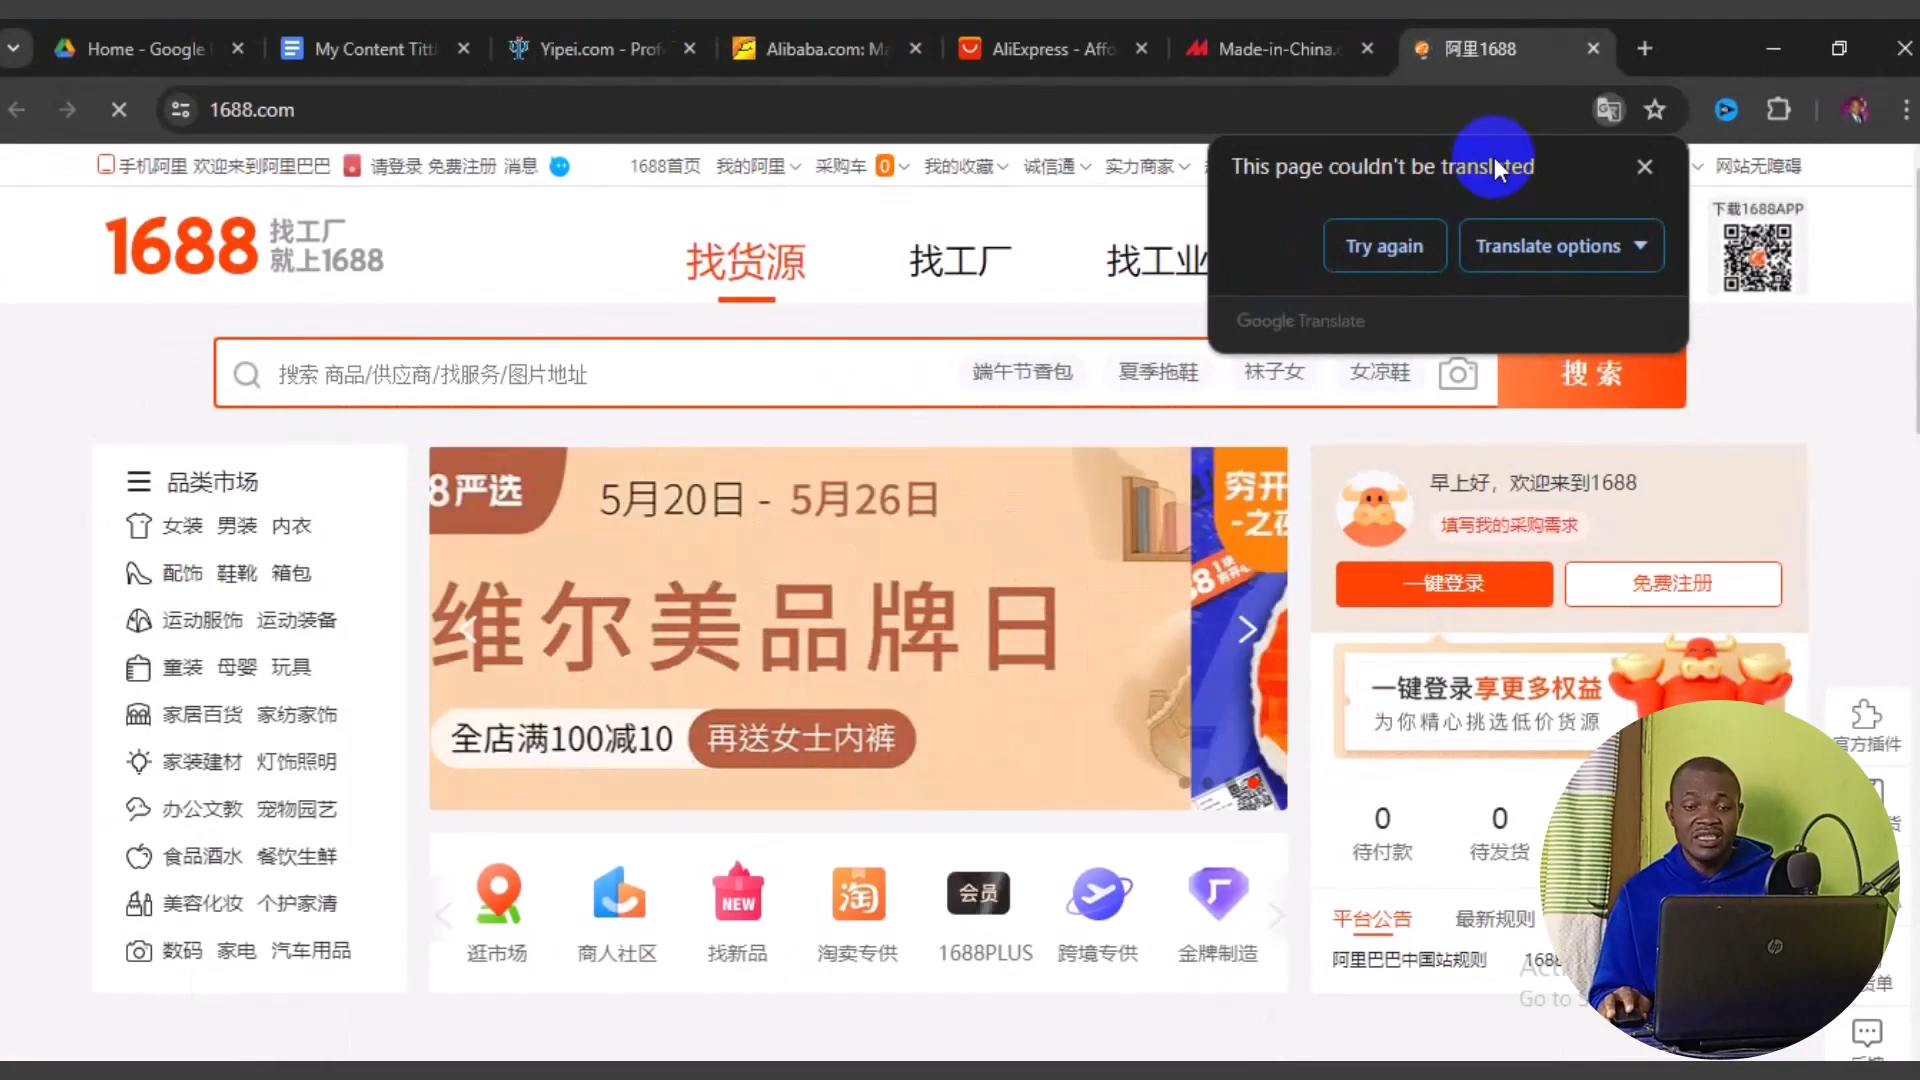 Home - Google
My Content Titt
Yipei.com - Prof
Alibaba.com: Ma
AliExpress - Affo
Made-in-China.
阿里1688
1688.com
手机阿里 欢迎来到阿里巴巴 请登录 免费注册 消息
1688首页 我的阿里 采购车 0 我的收藏 诚信通 实力商家
网站无障碍
This page couldn't be translated
Try again
Translate options
Google Translate
1688
找工厂
就上1688
找货源
找工厂
找工业
下载1688APP
搜索 商品/供应商/找服务/图片地址
端午节香包 夏季拖鞋 袜子女 女凉鞋
搜索
品类市场
女装 男装 内衣
配饰 鞋靴 箱包
运动服饰 运动装备
童装 母婴 玩具
家居百货 家纺家饰
家装建材 灯饰照明
办公文教 宠物园艺
食品酒水 餐饮生鲜
美容化妆 个护家清
数码 家电 汽车用品
8严选
5月20日 - 5月26日
维尔美品牌日
全店满100减10
再送女士内裤
穷开
-之夜
早上好，欢迎来到1688
填写我的采购需求
一键登录
免费注册
一键登录享更多权益
为你精心挑选低价货源
官方插件
0
待付款
0
待发货
平台公告
最新规则
阿里巴巴中国站规则
168
Go to S
货单
NEW
淘
会员
逛市场
商人社区
找新品
淘卖专供
1688PLUS
跨境专供
金牌制造
hp